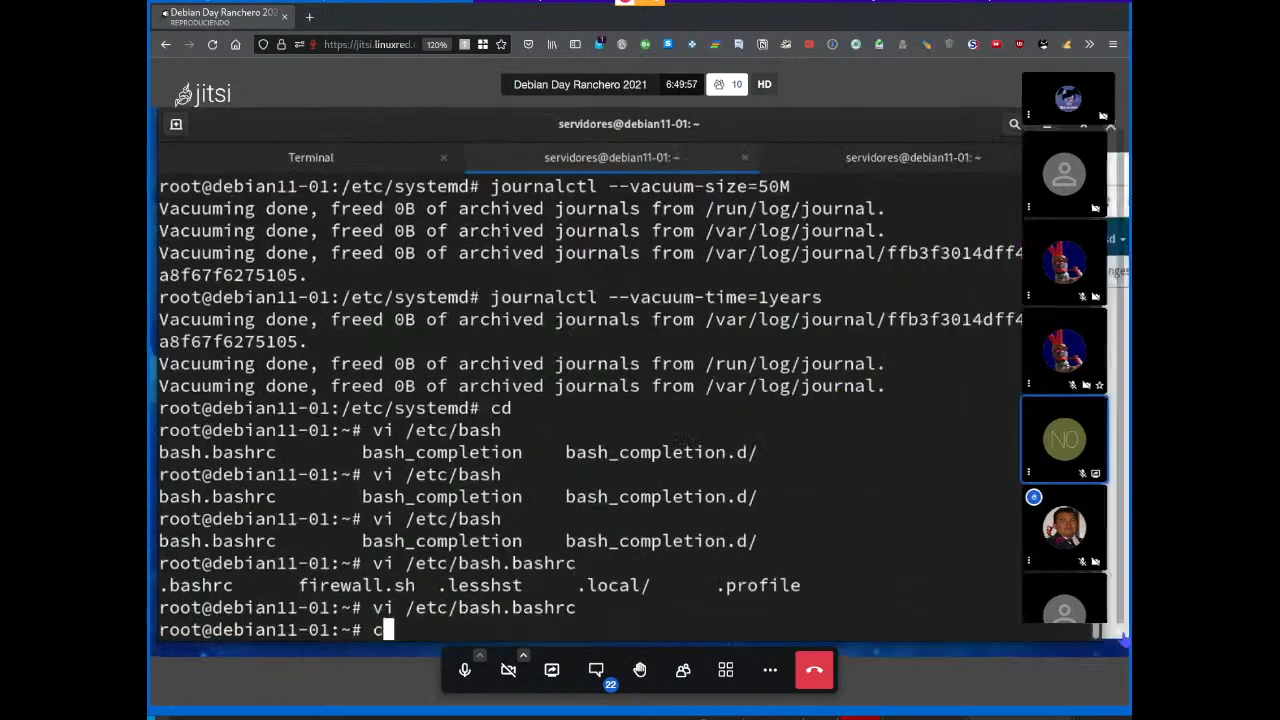 Debian Day Ranchero 202
REPRODUCIENDO
https://jitsi.linuxred.
120%
jitsi
Debian Day Ranchero 2021
6:49:57
10
HD
servidores@debian11-01: ~
Terminal
servidores@debian11-01: ~
servidores@debian11-01: ~
root@debian11-01:/etc/systemd# journalctl --vacuum-size=50M
Vacuuming done, freed 0B of archived journals from /run/log/journal.
Vacuuming done, freed 0B of archived journals from /var/log/journal.
Vacuuming done, freed 0B of archived journals from /var/log/journal/ffb3f3014dff4
a8f67f6275105.
root@debian11-01:/etc/systemd# journalctl --vacuum-time=1years
Vacuuming done, freed 0B of archived journals from /var/log/journal/ffb3f3014dff4
a8f67f6275105.
Vacuuming done, freed 0B of archived journals from /run/log/journal.
Vacuuming done, freed 0B of archived journals from /var/log/journal.
root@debian11-01:/etc/systemd# cd
root@debian11-01:~# vi /etc/bash
bash.bashrc bash_completion bash_completion.d/
root@debian11-01:~# vi /etc/bash
bash.bashrc bash_completion bash_completion.d/
root@debian11-01:~# vi /etc/bash
bash.bashrc bash_completion bash_completion.d/
root@debian11-01:~# vi /etc/bash.bashrc
.bashrc firewall.sh .lesshst .local/ .profile
root@debian11-01:~# vi /etc/bash.bashrc
root@debian11-01:~# c
NO
22